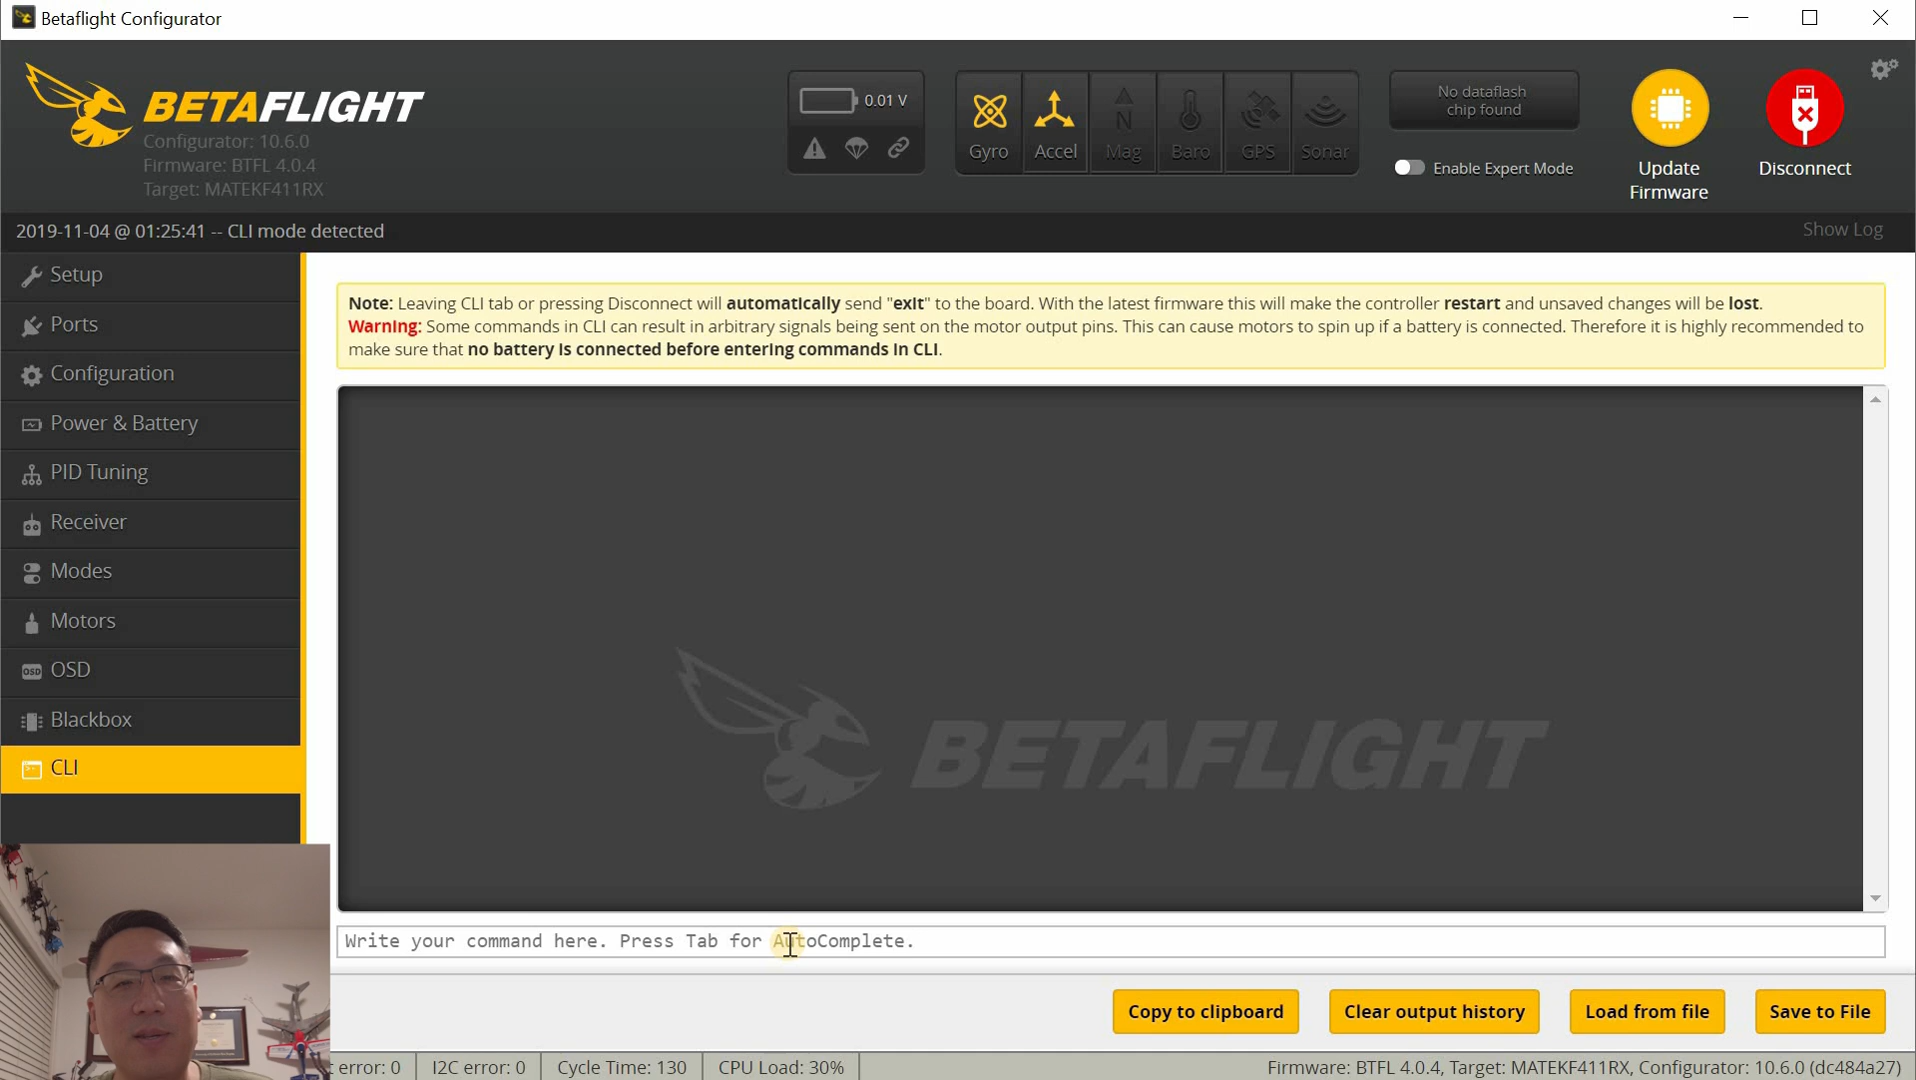 Betaflight Configurator
BETAFLIGHT
Configurator: 10.6.0
Firmware: BTFL 4.0.4
Target: MATEKF411RX
0.01 V
Gyro
Accel
Mag
Baro
GPS
Sonar
No dataflash
chip found
Enable Expert Mode
Update
Firmware
Disconnect
2019-11-04 @ 01:25:41 -- CLI mode detected
Show Log
Setup
Ports
Configuration
Power & Battery
PID Tuning
Receiver
Modes
Motors
OSD
OSD
Blackbox
CLI
Note: Leaving CLI tab or pressing Disconnect will automatically send "exit" to the board. With the latest firmware this will make the controller restart and unsaved changes will be lost.
Warning: Some commands in CLI can result in arbitrary signals being sent on the motor output pins. This can cause motors to spin up if a battery is connected. Therefore it is highly recommended to
make sure that no battery is connected before entering commands in CLI.
BETAFLIGHT
Write your command here. Press Tab for AutoComplete.
Copy to clipboard
Clear output history
Load from file
Save to File
error: 0
I2C error: 0
Cycle Time: 130
CPU Load: 30%
Firmware: BTFL 4.0.4, Target: MATEKF411RX, Configurator: 10.6.0 (dc484a27)